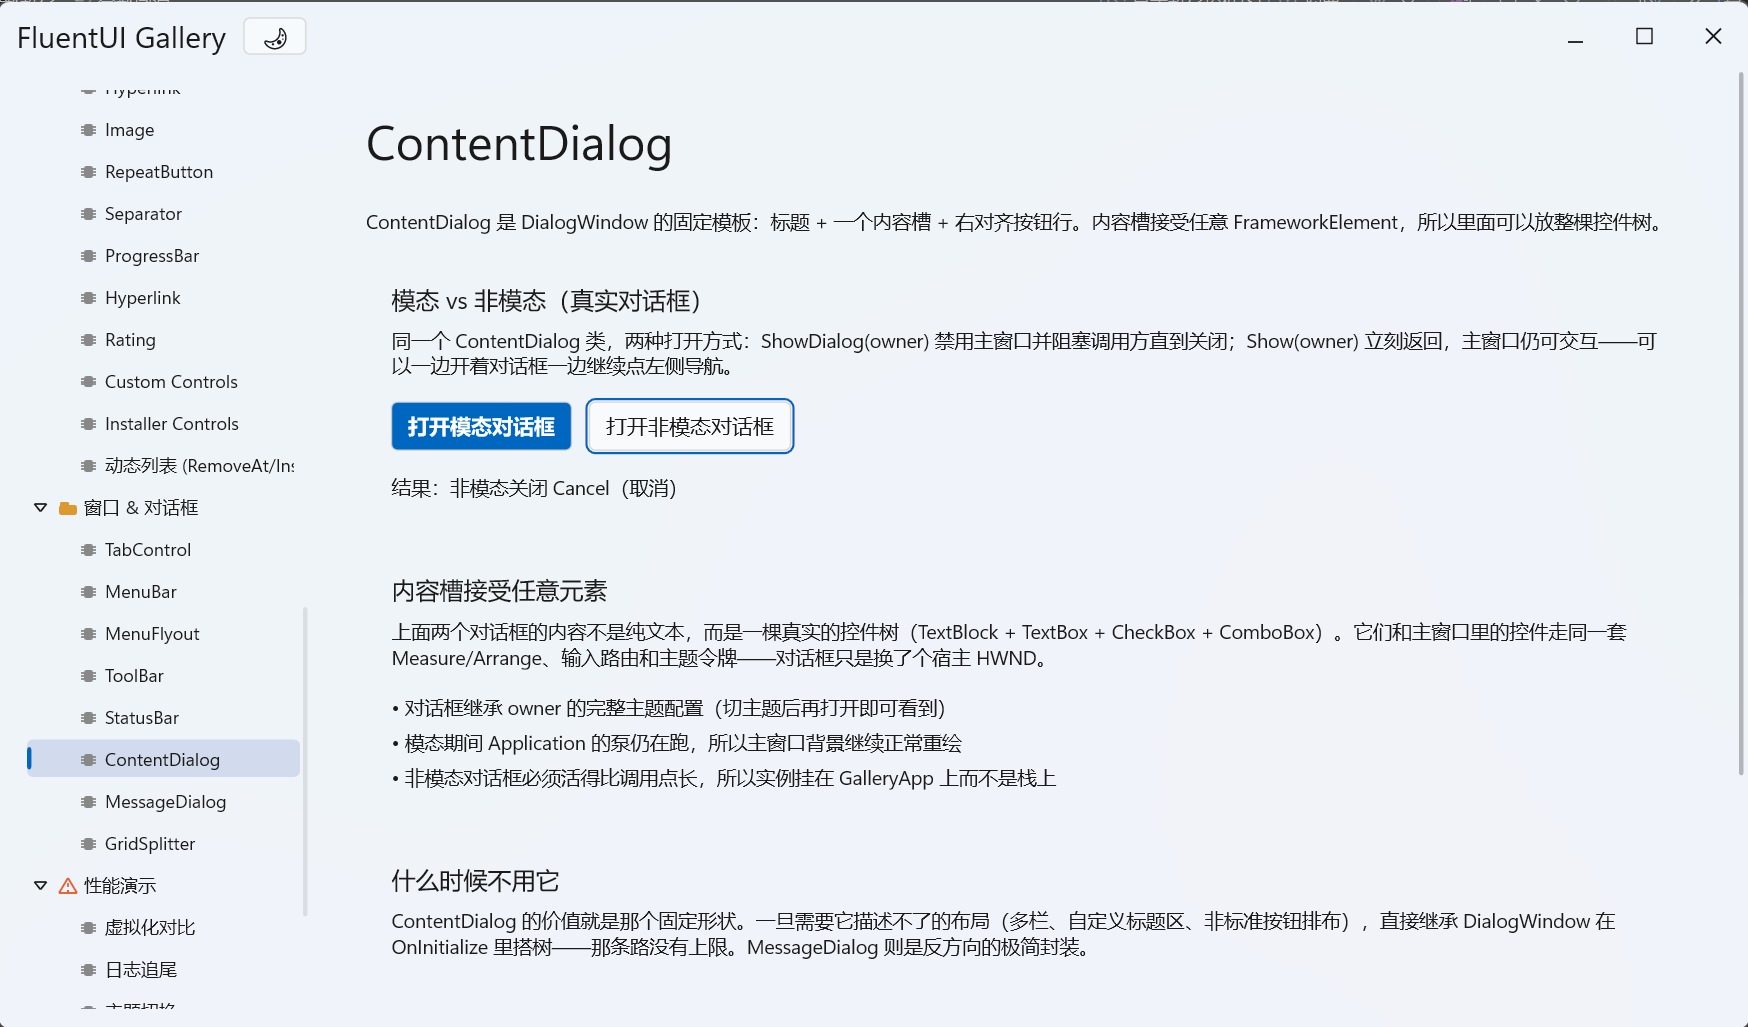 FluentUI Gallery
Hyperlink
Image
RepeatButton
Separator
ProgressBar
Hyperlink
Rating
Custom Controls
Installer Controls
动态列表 (RemoveAt/Ins
窗口 & 对话框
TabControl
MenuBar
MenuFlyout
ToolBar
StatusBar
ContentDialog
MessageDialog
GridSplitter
性能演示
虚拟化对比
日志追尾
主题切换
ContentDialog
ContentDialog 是 DialogWindow 的固定模板：标题 + 一个内容槽 + 右对齐按钮行。内容槽接受任意 FrameworkElement，所以里面可以放整棵控件树。
模态 vs 非模态（真实对话框）
同一个 ContentDialog 类，两种打开方式：ShowDialog(owner) 禁用主窗口并阻塞调用方直到关闭；Show(owner) 立刻返回，主窗口仍可交互——可
以一边开着对话框一边继续点左侧导航。
打开模态对话框
打开非模态对话框
结果：非模态关闭 Cancel（取消）
内容槽接受任意元素
上面两个对话框的内容不是纯文本，而是一棵真实的控件树（TextBlock + TextBox + CheckBox + ComboBox）。它们和主窗口里的控件走同一套
Measure/Arrange、输入路由和主题令牌——对话框只是换了个宿主 HWND。
• 对话框继承 owner 的完整主题配置（切主题后再打开即可看到）
• 模态期间 Application 的泵仍在跑，所以主窗口背景继续正常重绘
• 非模态对话框必须活得比调用点长，所以实例挂在 GalleryApp 上而不是栈上
什么时候不用它
ContentDialog 的价值就是那个固定形状。一旦需要它描述不了的布局（多栏、自定义标题区、非标准按钮排布），直接继承 DialogWindow 在
OnInitialize 里搭树——那条路没有上限。MessageDialog 则是反方向的极简封装。